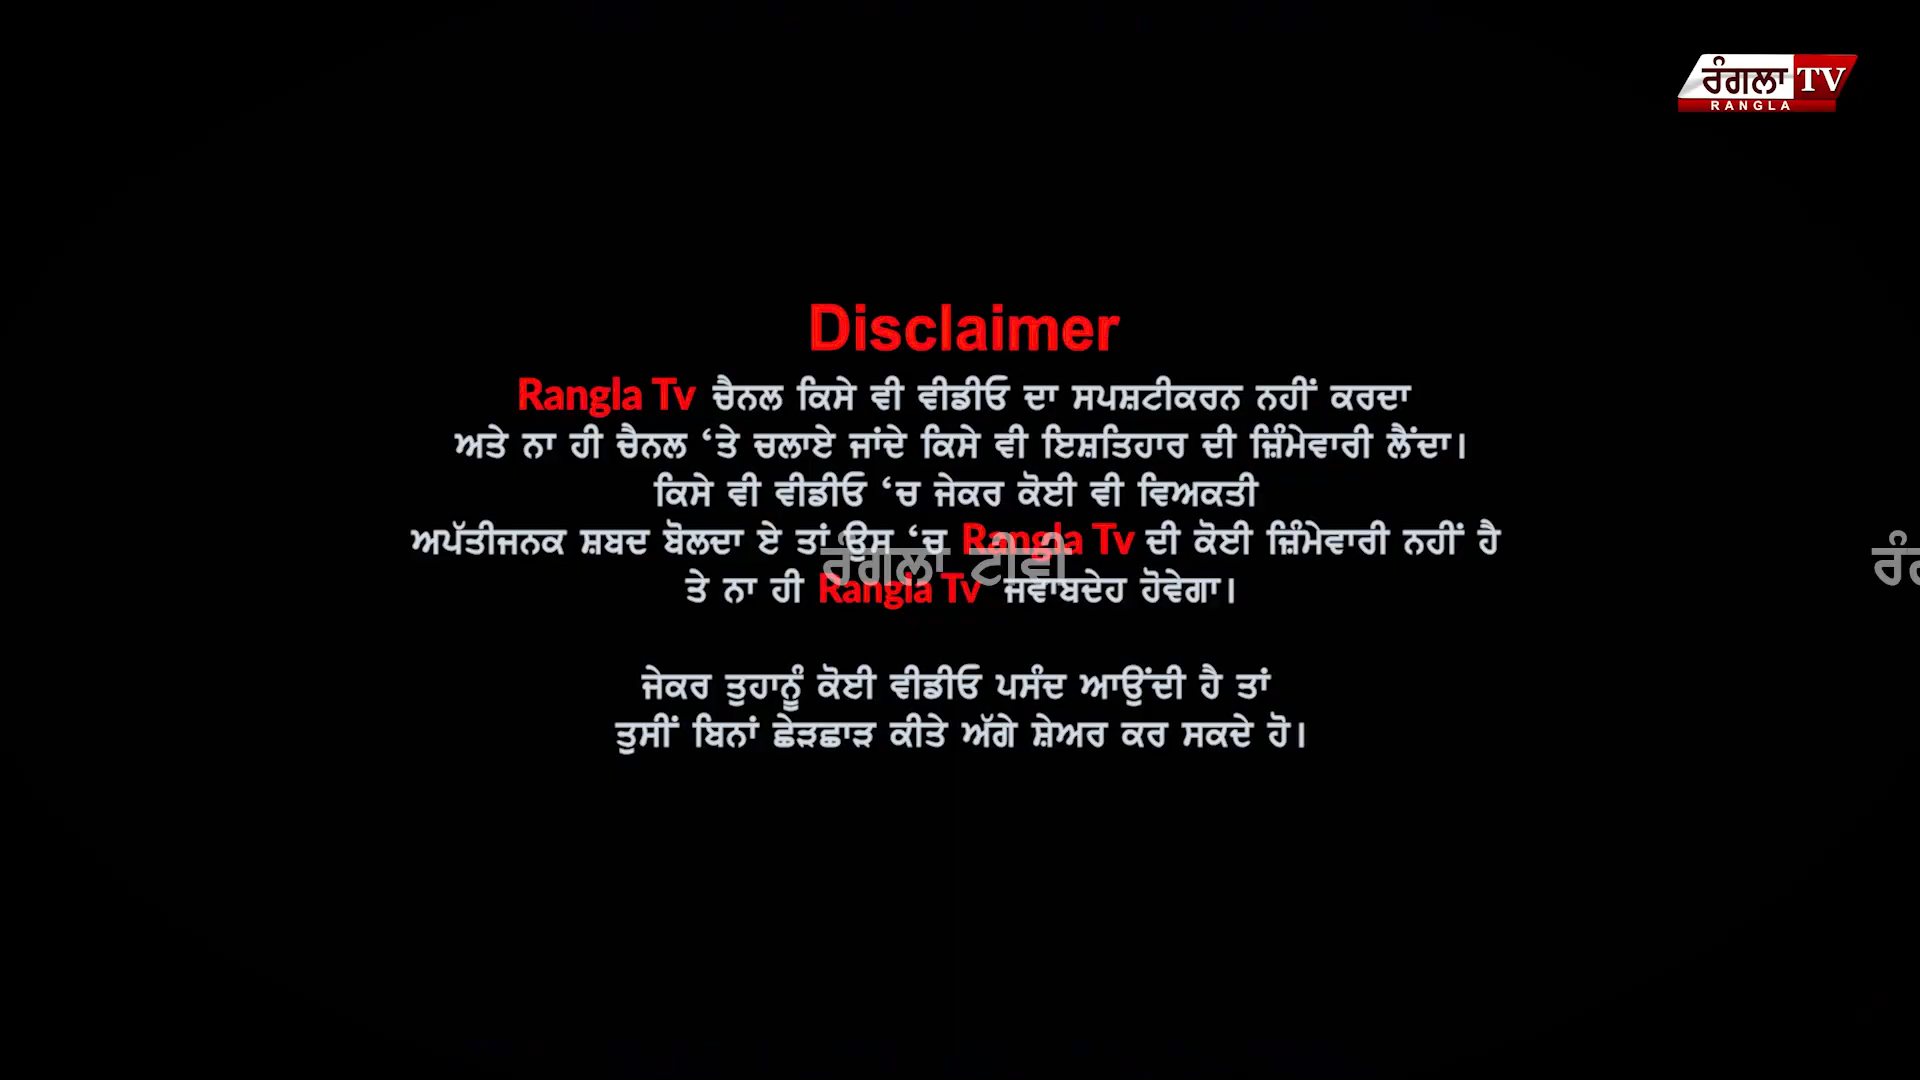 ਰੰਗਲਾ TV
RANGLA
Disclaimer
Rangla Tv ਚੈਨਲ ਕਿਸੇ ਵੀ ਵੀਡੀਓ ਦਾ ਸਪਸ਼ਟੀਕਰਨ ਨਹੀਂ ਕਰਦਾ
ਅਤੇ ਨਾ ਹੀ ਚੈਨਲ ‘ਤੇ ਚਲਾਏ ਜਾਂਦੇ ਕਿਸੇ ਵੀ ਇਸ਼ਤਿਹਾਰ ਦੀ ਜ਼ਿੰਮੇਵਾਰੀ ਲੈਂਦਾ।
ਕਿਸੇ ਵੀ ਵੀਡੀਓ ‘ਚ ਜੇਕਰ ਕੋਈ ਵੀ ਵਿਅਕਤੀ
ਅਪੱਤੀਜਨਕ ਸ਼ਬਦ ਬੋਲਦਾ ਏ ਤਾਂ ਉਸ ‘ਚ Rangla Tv ਦੀ ਕੋਈ ਜ਼ਿੰਮੇਵਾਰੀ ਨਹੀਂ ਹੈ
ਰੰਗਲਾ ਟੀਵੀ
ਤੇ ਨਾ ਹੀ Rangla Tv ਜਵਾਬਦੇਹ ਹੋਵੇਗਾ।
ਜੇਕਰ ਤੁਹਾਨੂੰ ਕੋਈ ਵੀਡੀਓ ਪਸੰਦ ਆਉਂਦੀ ਹੈ ਤਾਂ
ਤੁਸੀਂ ਬਿਨਾਂ ਛੇੜਛਾੜ ਕੀਤੇ ਅੱਗੇ ਸ਼ੇਅਰ ਕਰ ਸਕਦੇ ਹੋ।